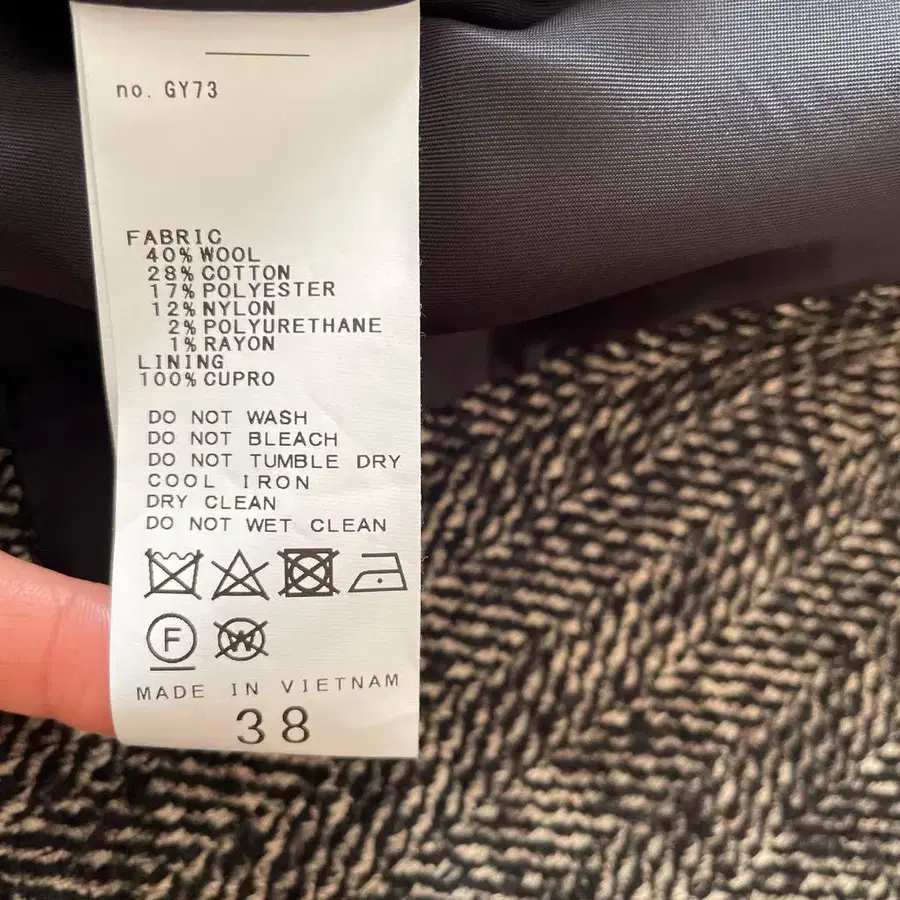 no. GY73
FABRIC
40% WOOL
28% COTTON
17% POLYESTER
12% NYLON
2% POLYURETHANE
1% RAYON
LINING
100% CUPRO
DO NOT WASH
DO NOT BLEACH
DO NOT TUMBLE DRY
COOL IRON
DRY CLEAN
DO NOT WET CLEAN
F W
MADE IN VIETNAM
38